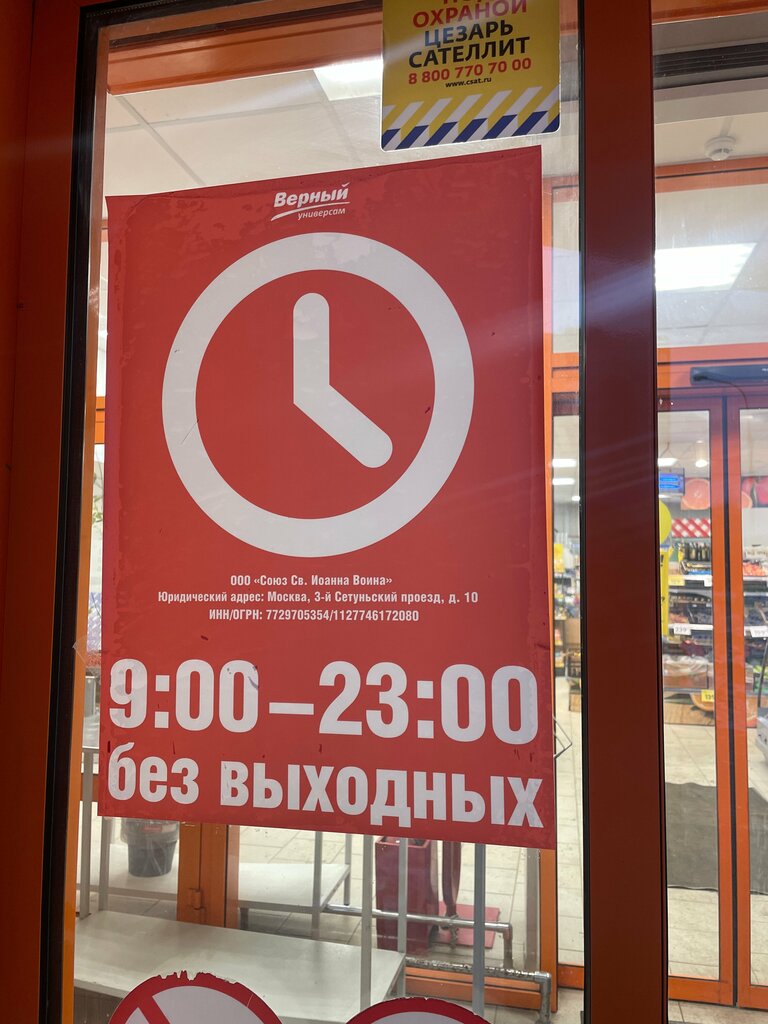 ОХРАНОЙ
ЦЕЗАРЬ
САТЕЛЛИТ
8 800 770 70 00
www.csat.ru
Верный
универсам
ООО «Союз Св. Иоанна Воина»
Юридический адрес: Москва, 3-й Сетуньский проезд, д. 10
ИНН/ОГРН: 7729705354/1127746172080
9:00–23:00
без выходных